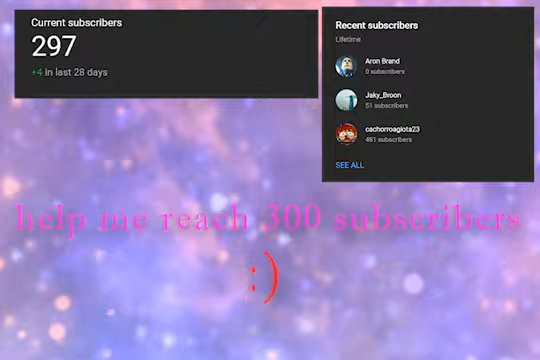 Current subscribers
297
+4 in last 28 days
Recent subscribers
Lifetime
Aron Brand
0 subscribers
Jaky_Broon
51 subscribers
cachorroagiota23
461 subscribers
SEE ALL
help me reach 300 subscribers
:)